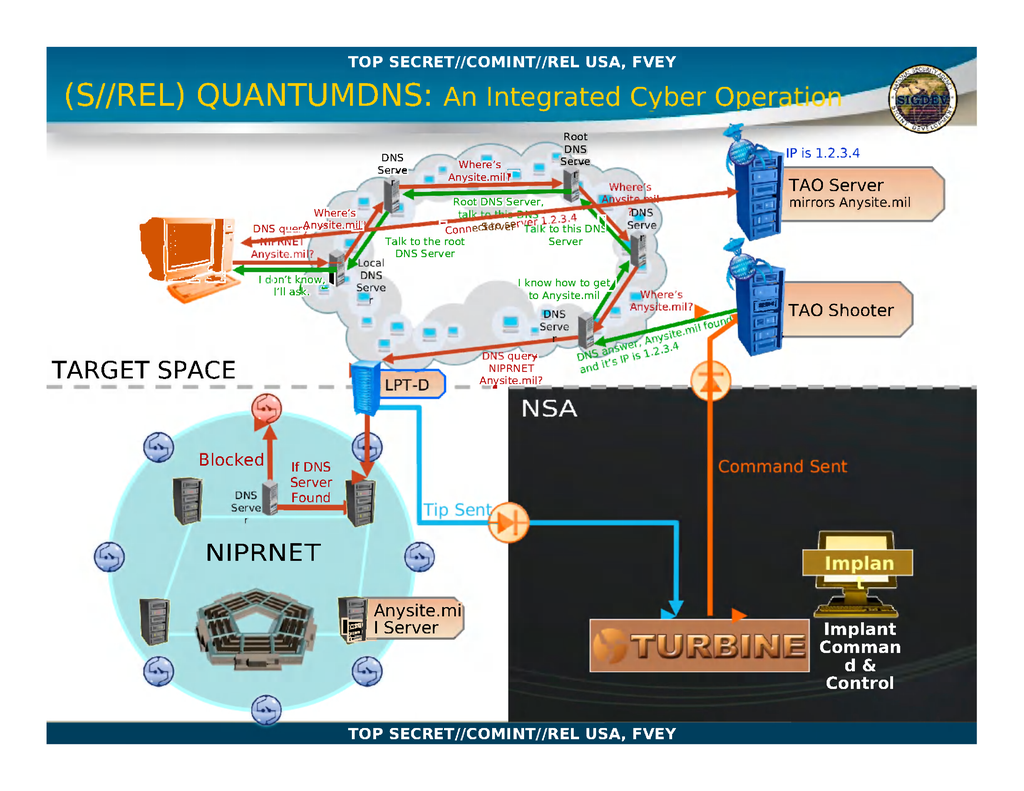 TOP SECRET//COMINT//REL USA, FVEY
(S//REL) QUANTUMDNS: An Integrated Cyber Operation
SIGDEV
Root
DNS
Serve
DNS
Serve
r
Where's
Anysite.mil?
IP is 1.2.3.4
TAO Server
mirrors Anysite.mil
Where's
Anysite.mil
Root DNS Server,
talk to this DNS
Server
Where's
Anysite.mil?
DNS
Serve
r
Connect to server 1.2.3.4
Talk to this DNS
Server
DNS query
NIPRNET
Anysite.mil?
Talk to the root
DNS Server
Local
DNS
Serve
r
I don't know,
I'll ask.
I know how to get
to Anysite.mil
Where's
Anysite.mil?
TAO Shooter
DNS
Serve
r
DNS answer, Anysite.mil found
and it's IP is 1.2.3.4
DNS query
NIPRNET
Anysite.mil?
TARGET SPACE
LPT-D
NSA
Blocked
If DNS
Server
Found
Command Sent
DNS
Serve
r
Tip Sent
NIPRNET
Implan
t
Anysite.mi
l Server
TURBINE
Implant
Comman
d &
Control
TOP SECRET//COMINT//REL USA, FVEY